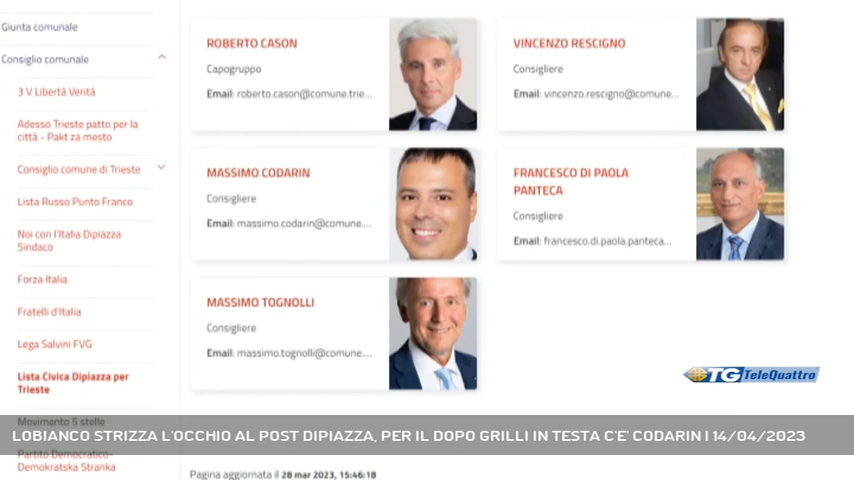 Giunta comunale
Consiglio comunale
3 V Libertà Verità
Adesso Trieste patto per la
città - Pakt za mesto
Consiglio comune di Trieste
Lista Russo Punto Franco
Noi con l'Italia Dipiazza
Sindaco
Forza Italia
Fratelli d'Italia
Lega Salvini FVG
Lista Civica Dipiazza per
Trieste
Movimento 5 stelle
Partito Democratico-
Demokratska Stranka
ROBERTO CASON
Capogruppo
Email: roberto.cason@comune.trie...
VINCENZO RESCIGNO
Consigliere
Email: vincenzo.rescigno@comune...
MASSIMO CODARIN
Consigliere
Email: massimo.codarin@comune....
FRANCESCO DI PAOLA
PANTECA
Consigliere
Email: francesco.di.paola.panteca...
MASSIMO TOGNOLLI
Consigliere
Email: massimo.tognolli@comune....
TG TeleQuattro
LOBIANCO STRIZZA L'OCCHIO AL POST DIPIAZZA, PER IL DOPO GRILLI IN TESTA C'E' CODARIN | 14/04/2023
Pagina aggiornata il 28 mar 2023, 15:46:18